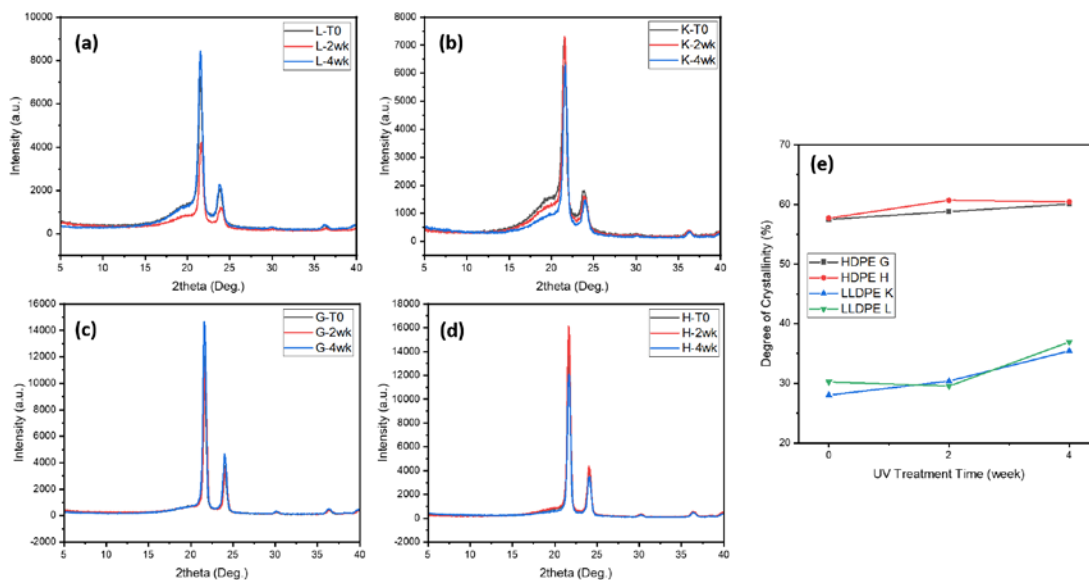 (a)
L-T0
L-2wk
L-4wk
10000
8000
6000
4000
2000
0
Intensity (a.u.)
5 10 15 20 25 30 35 40
2theta (Deg.)
(b)
K-T0
K-2wk
K-4wk
8000
7000
6000
5000
4000
3000
2000
1000
0
Intensity (a.u.)
5 10 15 20 25 30 35 40
2theta (Deg.)
(c)
G-T0
G-2wk
G-4wk
16000
14000
12000
10000
8000
6000
4000
2000
0
-2000
Intensity (a.u.)
5 10 15 20 25 30 35 40
2theta (Deg.)
(d)
H-T0
H-2wk
H-4wk
18000
16000
14000
12000
10000
8000
6000
4000
2000
0
-2000
Intensity (a.u.)
5 10 15 20 25 30 35 40
2theta (Deg.)
(e)
70
60
50
40
30
20
Degree of Crystallinity (%)
HDPE G
HDPE H
LLDPE K
LLDPE L
0 2 4
UV Treatment Time (week)